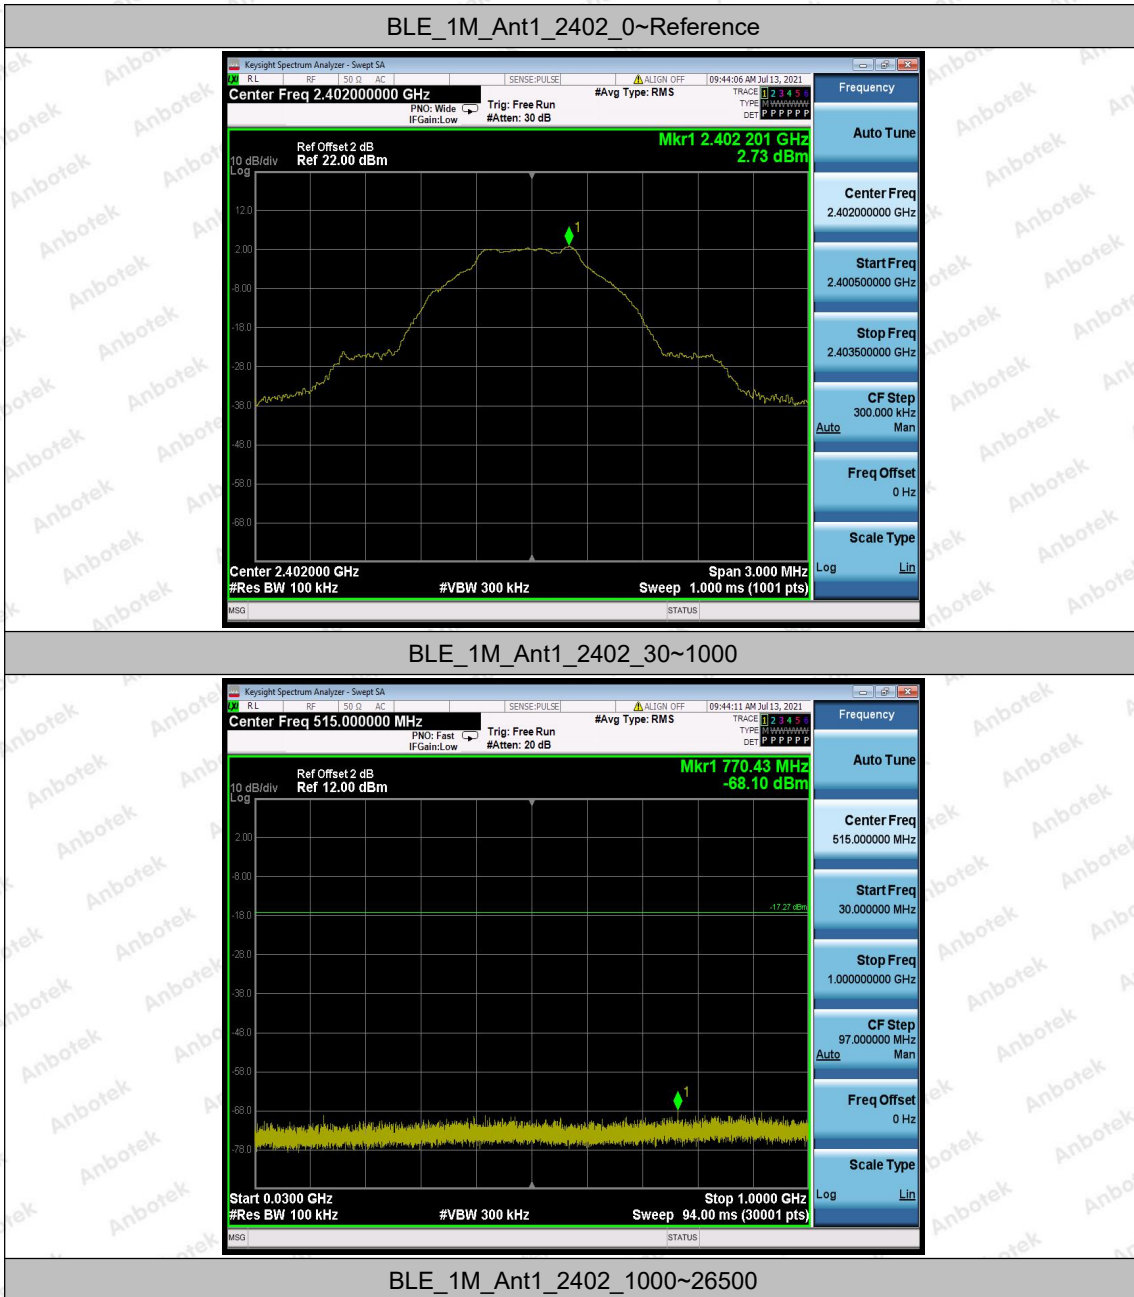 BLE_1M_Ant1_2402_0~Reference
Keysight Spectrum Analyzer - Swept SA
RL RF 50 Ω AC SENSE:PULSE ALIGN OFF 09:44:06 AM Jul 13, 2021
Center Freq 2.402000000 GHz
PNO: Wide
IFGain:Low
Trig: Free Run
#Atten: 30 dB
#Avg Type: RMS
TRACE 1 2 3 4 5 6
TYPE M WWWWW
DET P P P P P P
Frequency
Mkr1 2.402 201 GHz
2.73 dBm
Ref Offset 2 dB
10 dB/div Ref 22.00 dBm
Log
12.0
2.00
-8.00
-18.0
-28.0
-38.0
-48.0
-58.0
-68.0
1
Center 2.402000 GHz Span 3.000 MHz
#Res BW 100 kHz #VBW 300 kHz Sweep 1.000 ms (1001 pts)
MSG STATUS
Auto Tune
Center Freq
2.402000000 GHz
Start Freq
2.400500000 GHz
Stop Freq
2.403500000 GHz
CF Step
300.000 kHz
Auto Man
Freq Offset
0 Hz
Scale Type
Log Lin
BLE_1M_Ant1_2402_30~1000
Keysight Spectrum Analyzer - Swept SA
RL RF 50 Ω AC SENSE:PULSE ALIGN OFF 09:44:11 AM Jul 13, 2021
Center Freq 515.000000 MHz
PNO: Fast
IFGain:Low
Trig: Free Run
#Atten: 20 dB
#Avg Type: RMS
TRACE 1 2 3 4 5 6
TYPE M WWWWW
DET P P P P P P
Frequency
Mkr1 770.43 MHz
-68.10 dBm
Ref Offset 2 dB
10 dB/div Ref 12.00 dBm
Log
2.00
-8.00
-18.0
-28.0
-38.0
-48.0
-58.0
-68.0
-78.0
-17.27 dBm
1
Start 0.0300 GHz Stop 1.0000 GHz
#Res BW 100 kHz #VBW 300 kHz Sweep 94.00 ms (30001 pts)
MSG STATUS
Auto Tune
Center Freq
515.000000 MHz
Start Freq
30.000000 MHz
Stop Freq
1.000000000 GHz
CF Step
97.000000 MHz
Auto Man
Freq Offset
0 Hz
Scale Type
Log Lin
BLE_1M_Ant1_2402_1000~26500